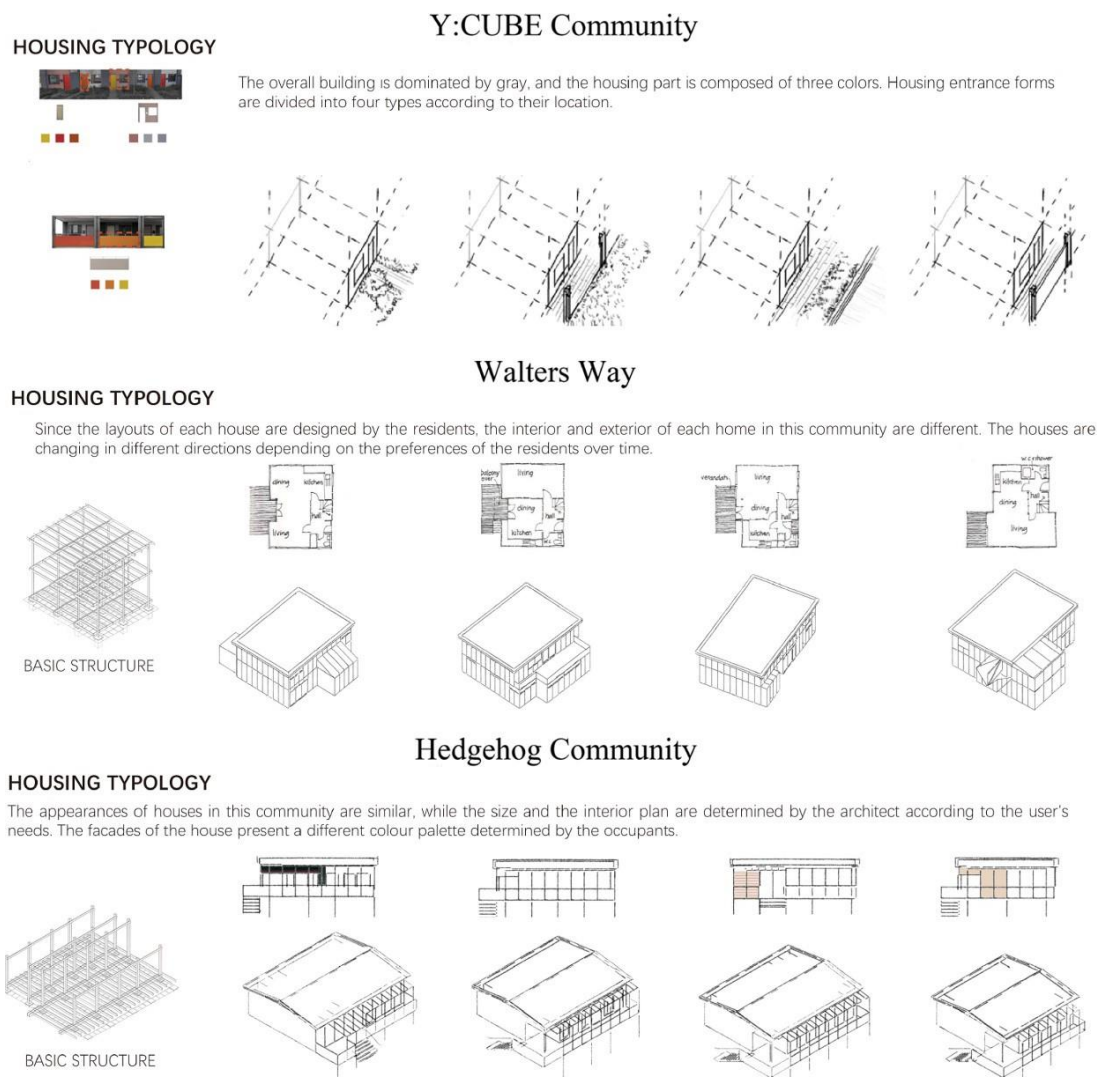 Y:CUBE Community
HOUSING TYPOLOGY
The overall building is dominated by gray, and the housing part is composed of three colors. Housing entrance forms
are divided into four types according to their location.
Walters Way
HOUSING TYPOLOGY
Since the layouts of each house are designed by the residents, the interior and exterior of each home in this community are different. The houses are
changing in different directions depending on the preferences of the residents over time.
dining kitchen
hall
living
balcony
over
living
dining
hall
kitchen
verandah
living
dining
hall
kitchen
kitchen
dining
hall
living
BASIC STRUCTURE
Hedgehog Community
HOUSING TYPOLOGY
The appearances of houses in this community are similar, while the size and the interior plan are determined by the architect according to the user's
needs. The facades of the house present a different colour palette determined by the occupants.
BASIC STRUCTURE